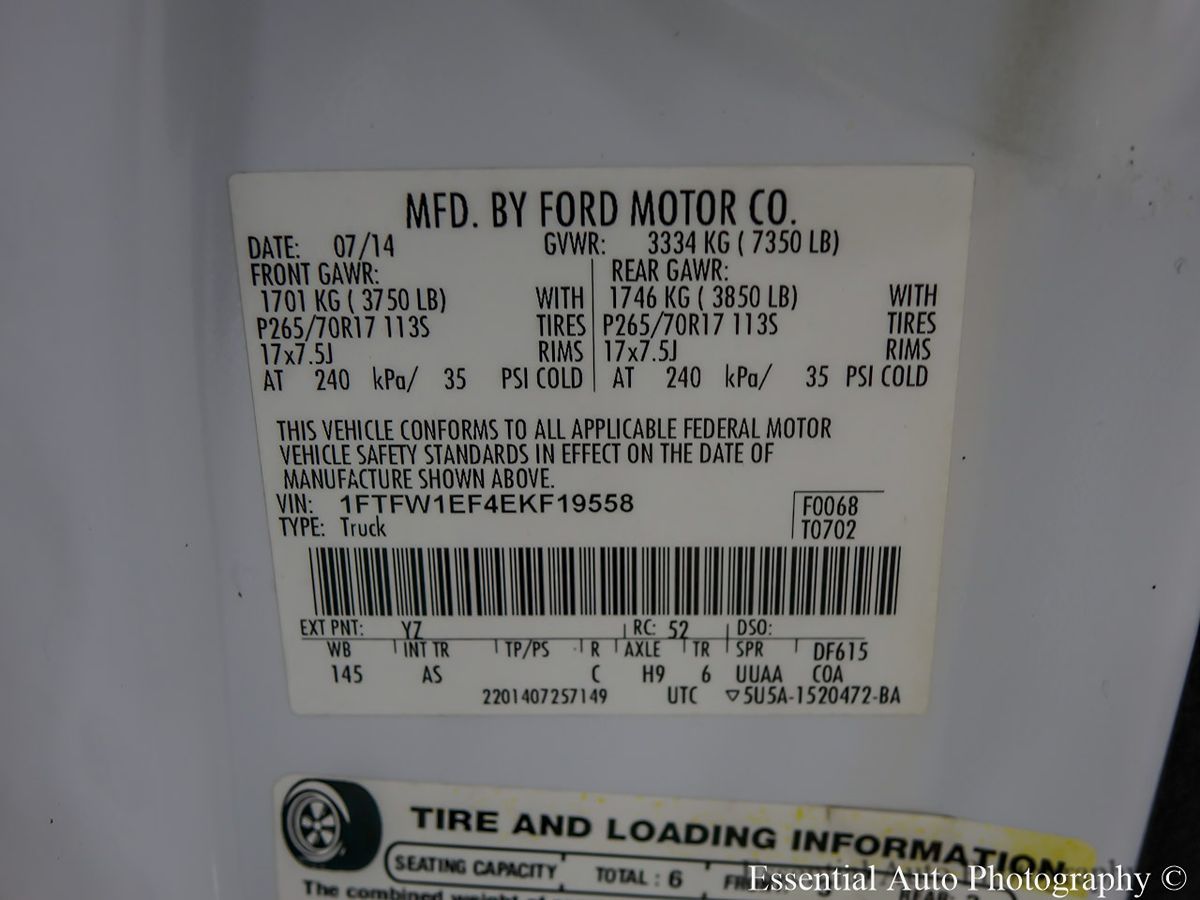 MFD. BY FORD MOTOR CO.
DATE: 07/14 GVWR: 3334 KG ( 7350 LB)
FRONT GAWR: REAR GAWR:
1701 KG ( 3750 LB) WITH 1746 KG ( 3850 LB) WITH
P265/70R17 113S TIRES P265/70R17 113S TIRES
17x7.5J RIMS 17x7.5J RIMS
AT 240 kPa/ 35 PSI COLD AT 240 kPa/ 35 PSI COLD
THIS VEHICLE CONFORMS TO ALL APPLICABLE FEDERAL MOTOR
VEHICLE SAFETY STANDARDS IN EFFECT ON THE DATE OF
MANUFACTURE SHOWN ABOVE.
VIN: 1FTFW1EF4EKF19558 F0068
TYPE: Truck T0702
EXT PNT: YZ RC: 52 DSO:
WB INT TR TP/PS R AXLE TR SPR DF615
145 AS C H9 6 UUAA COA
2201407257149 UTC ▽5U5A-1520472-BA
TIRE AND LOADING INFORMATION
SEATING CAPACITY TOTAL : 6
The combined weight of
Essential Auto Photography ©